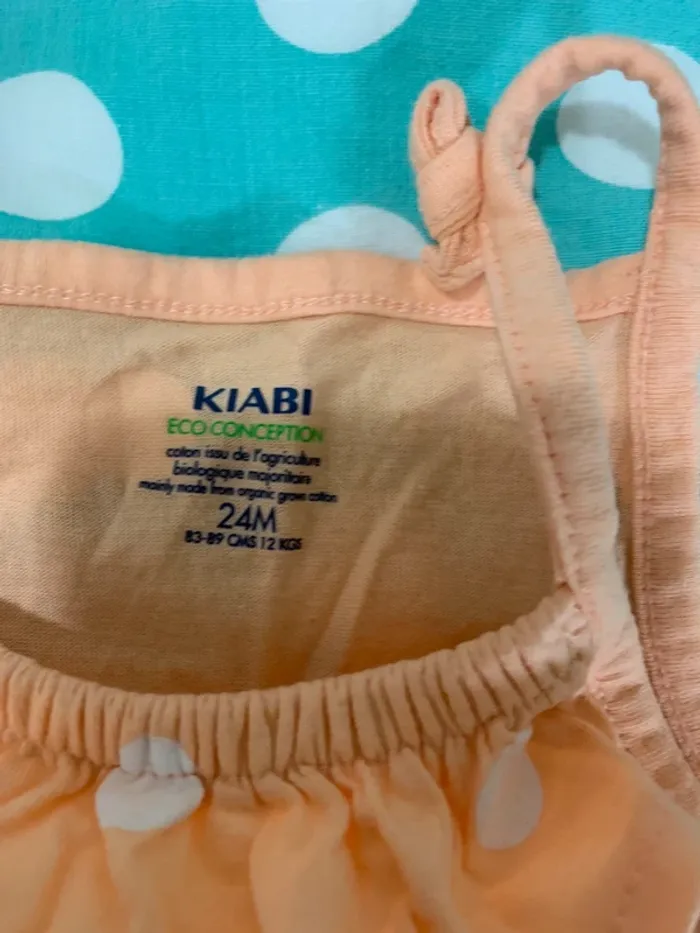 KIABI
ECO CONCEPTION
coton issu de l'agriculture
biologique majoritaire
mainly made from organic grown cotton
24M
83-89 CMS 12 KGS